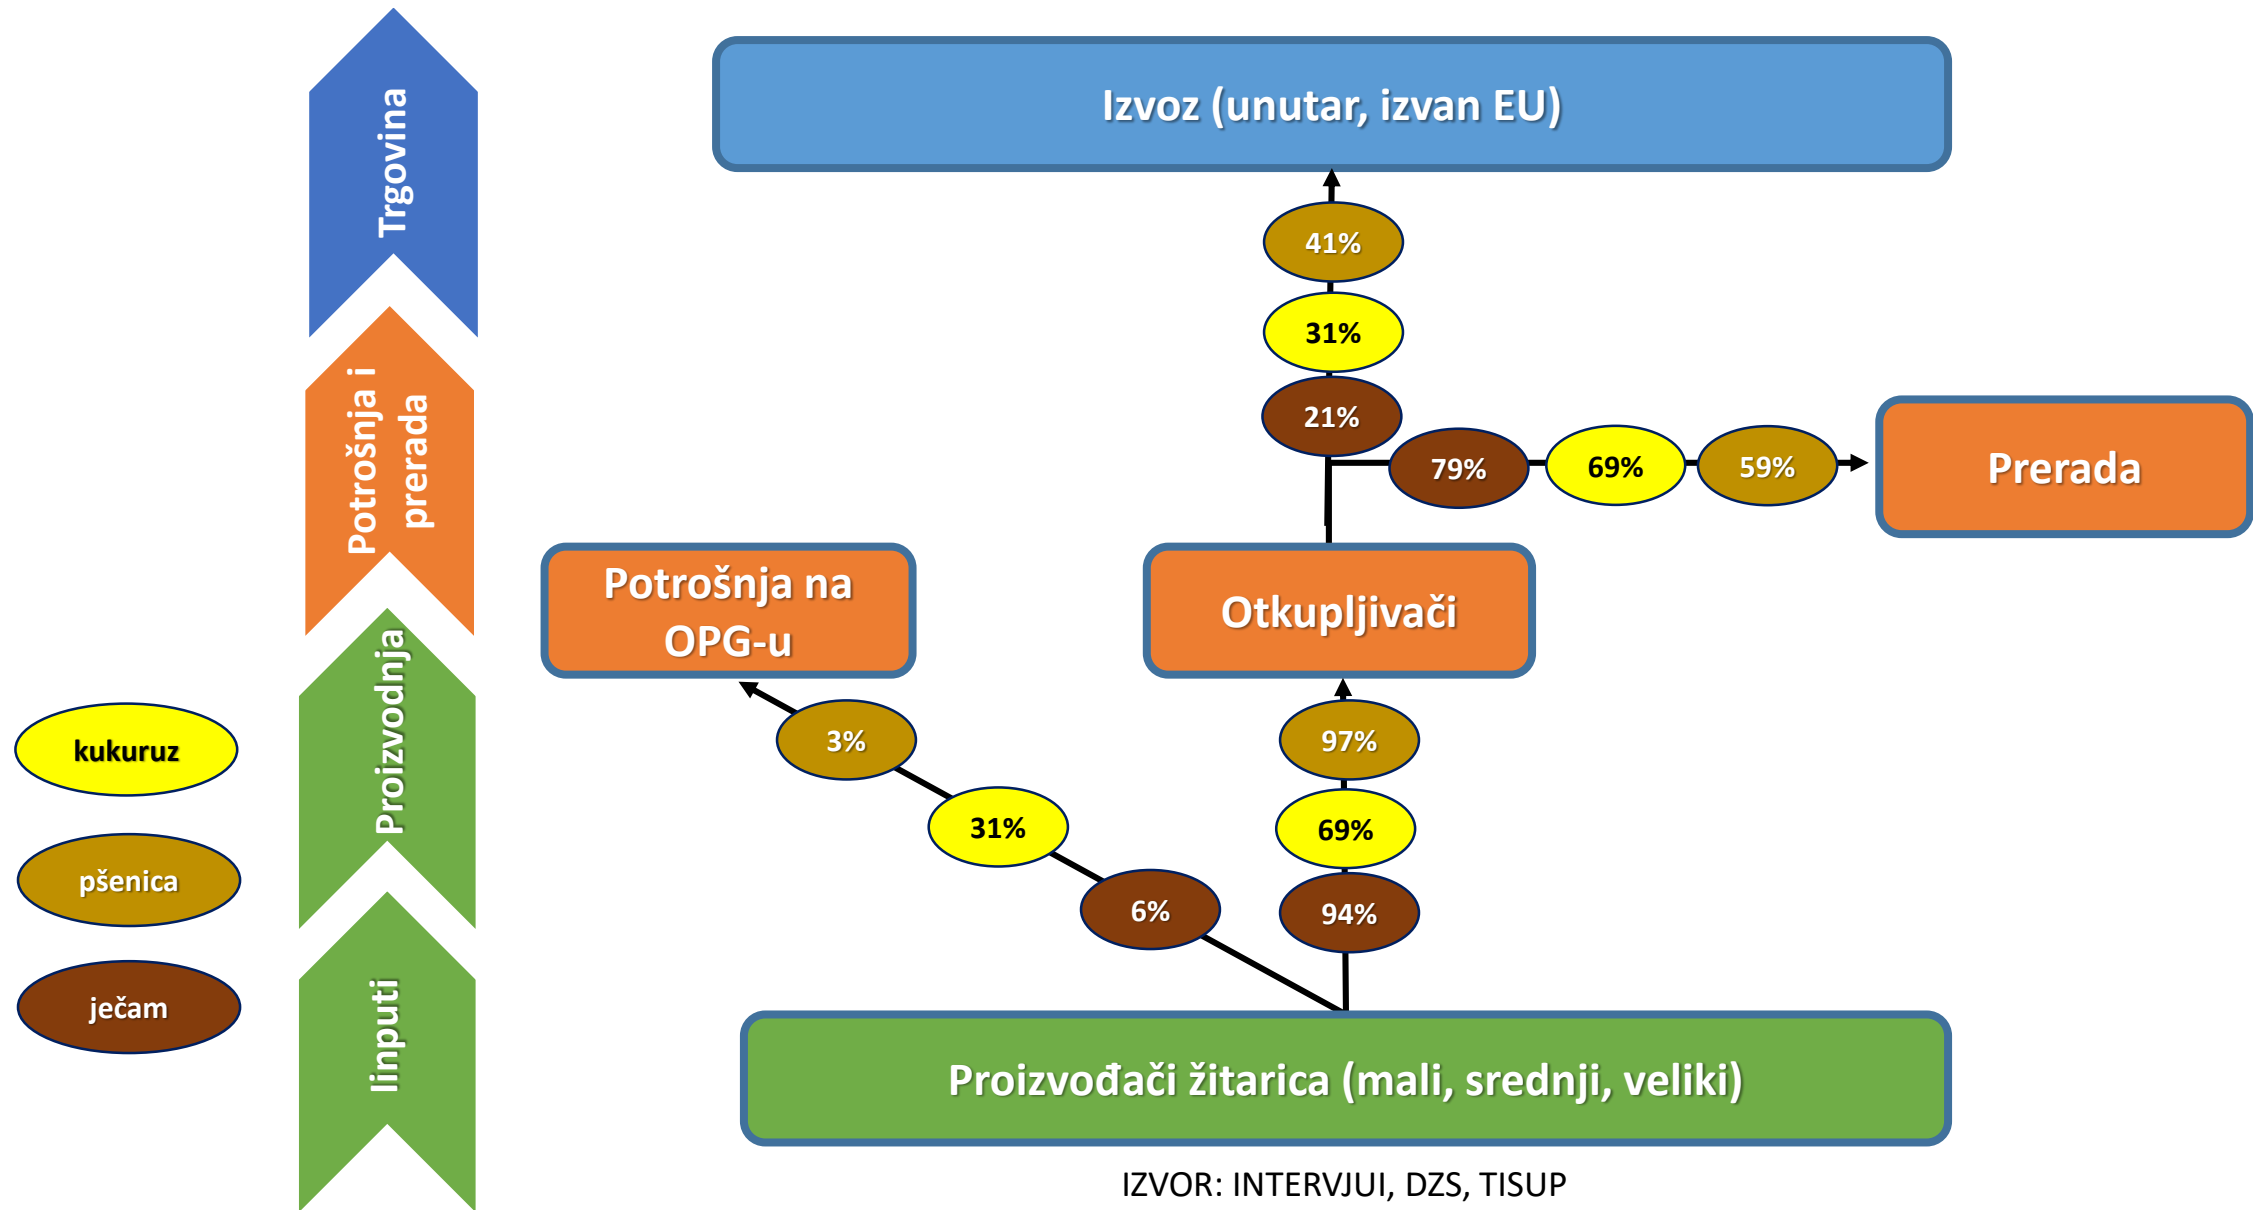 Trgovina
Potrošnja i
prerada
Proizvodnja
Iinputi
kukuruz
pšenica
ječam
Izvoz (unutar, izvan EU)
41%
31%
21%
79%
69%
59%
Prerada
Potrošnja na
OPG-u
Otkupljivači
3%
31%
6%
97%
69%
94%
Proizvođači žitarica (mali, srednji, veliki)
IZVOR: INTERVJUI, DZS, TISUP